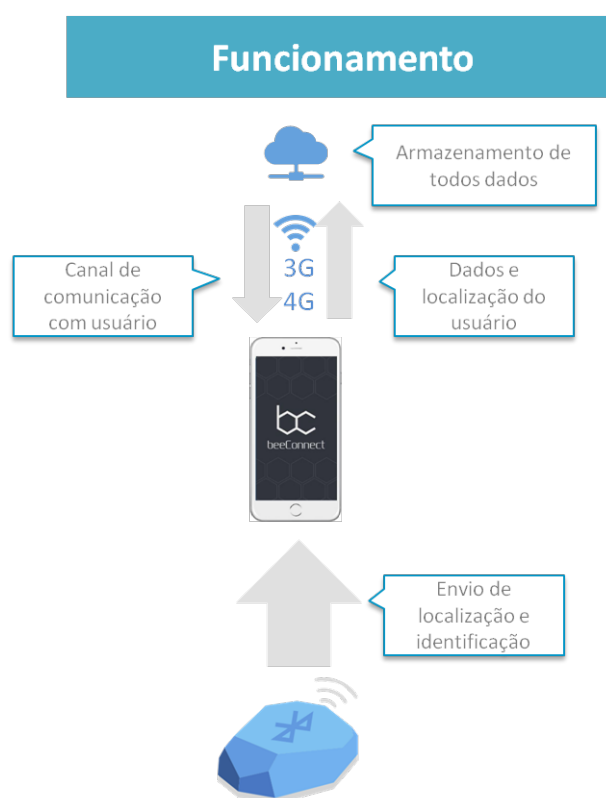 Funcionamento
Armazenamento de
todos dados
Canal de
comunicação
com usuário
3G
4G
Dados e
localização do
usuário
bc
beeConnect
Envio de
localização e
identificação